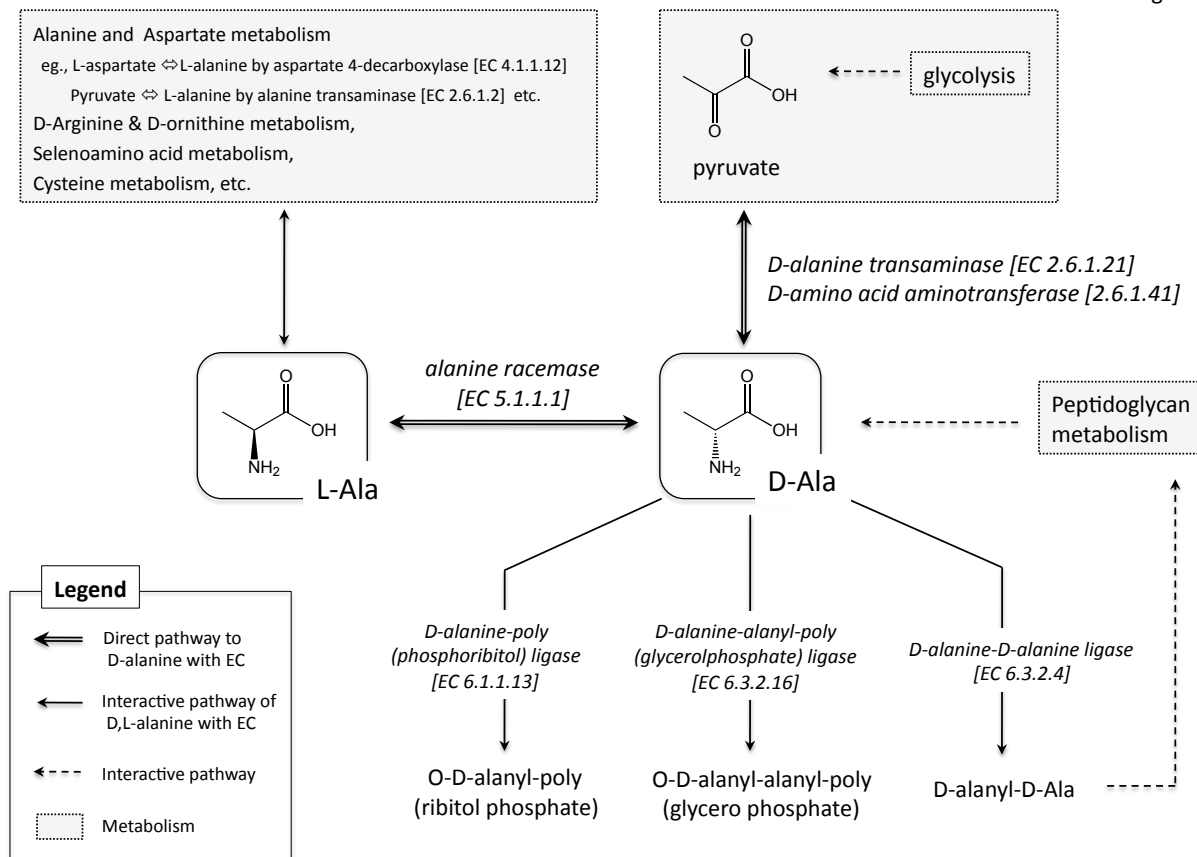 Alanine and Aspartate metabolism
eg., L-aspartate ⇔L-alanine by aspartate 4-decarboxylase [EC 4.1.1.12]
Pyruvate ⇔ L-alanine by alanine transaminase [EC 2.6.1.2] etc.
D-Arginine & D-ornithine metabolism,
Selenoamino acid metabolism,
Cysteine metabolism, etc.
O
OH
O
pyruvate
glycolysis
D-alanine transaminase [EC 2.6.1.21]
D-amino acid aminotransferase [2.6.1.41]
O
OH
NH2
L-Ala
alanine racemase
[EC 5.1.1.1]
O
OH
NH2
D-Ala
Peptidoglycan
metabolism
D-alanine-poly
(phosphoribitol) ligase
[EC 6.1.1.13]
D-alanine-alanyl-poly
(glycerolphosphate) ligase
[EC 6.3.2.16]
D-alanine-D-alanine ligase
[EC 6.3.2.4]
O-D-alanyl-poly
(ribitol phosphate)
O-D-alanyl-alanyl-poly
(glycero phosphate)
D-alanyl-D-Ala
Legend
Direct pathway to
D-alanine with EC
Interactive pathway of
D,L-alanine with EC
Interactive pathway
Metabolism